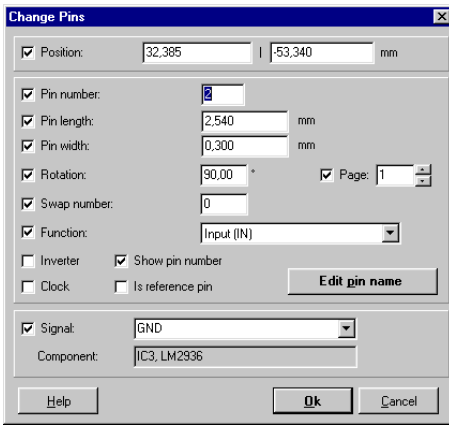 Change Pins
Position: 32,385 | -53,340 mm
Pin number: 2
Pin length: 2,540 mm
Pin width: 0,300 mm
Rotation: 90,00 ° Page: 1
Swap number: 0
Function: Input (IN)
Inverter Show pin number
Clock Is reference pin Edit pin name
Signal: GND
Component: IC3, LM2936
Help Ok Cancel